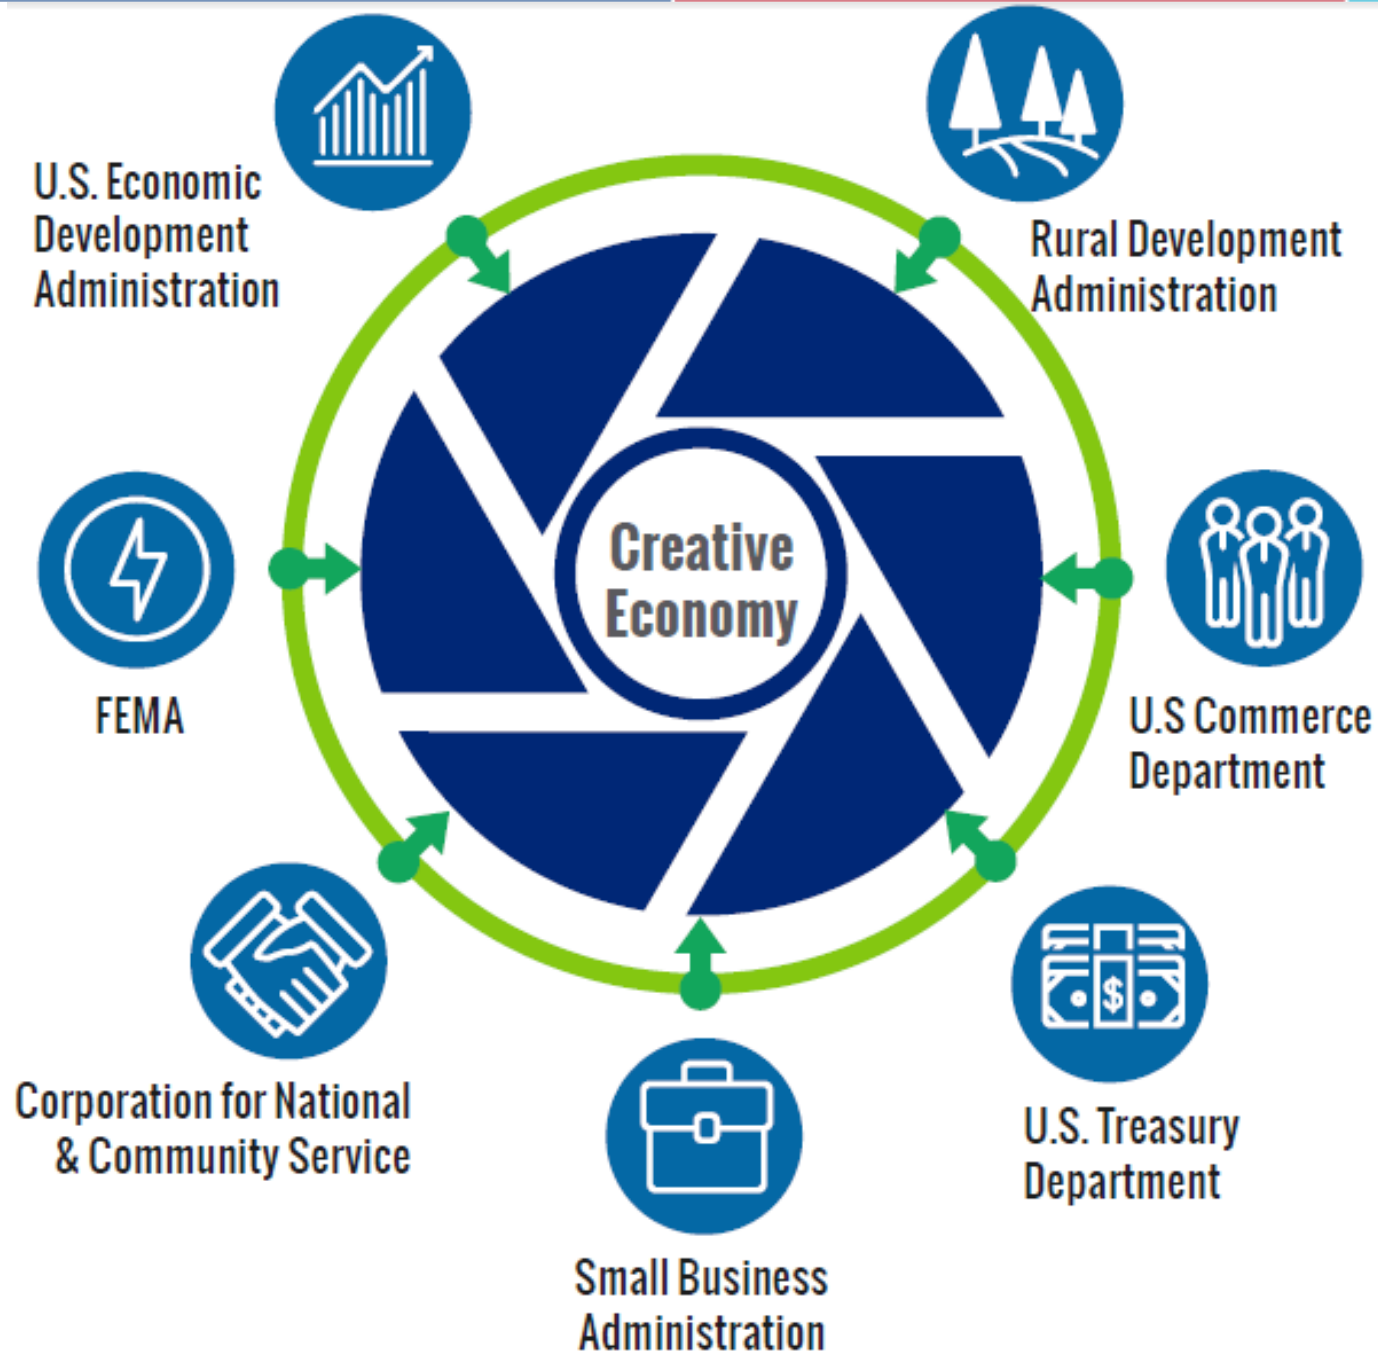 U.S. Economic
Development
Administration
Rural Development
Administration
Creative
Economy
FEMA
U.S Commerce
Department
Corporation for National
& Community Service
$
U.S. Treasury
Department
Small Business
Administration